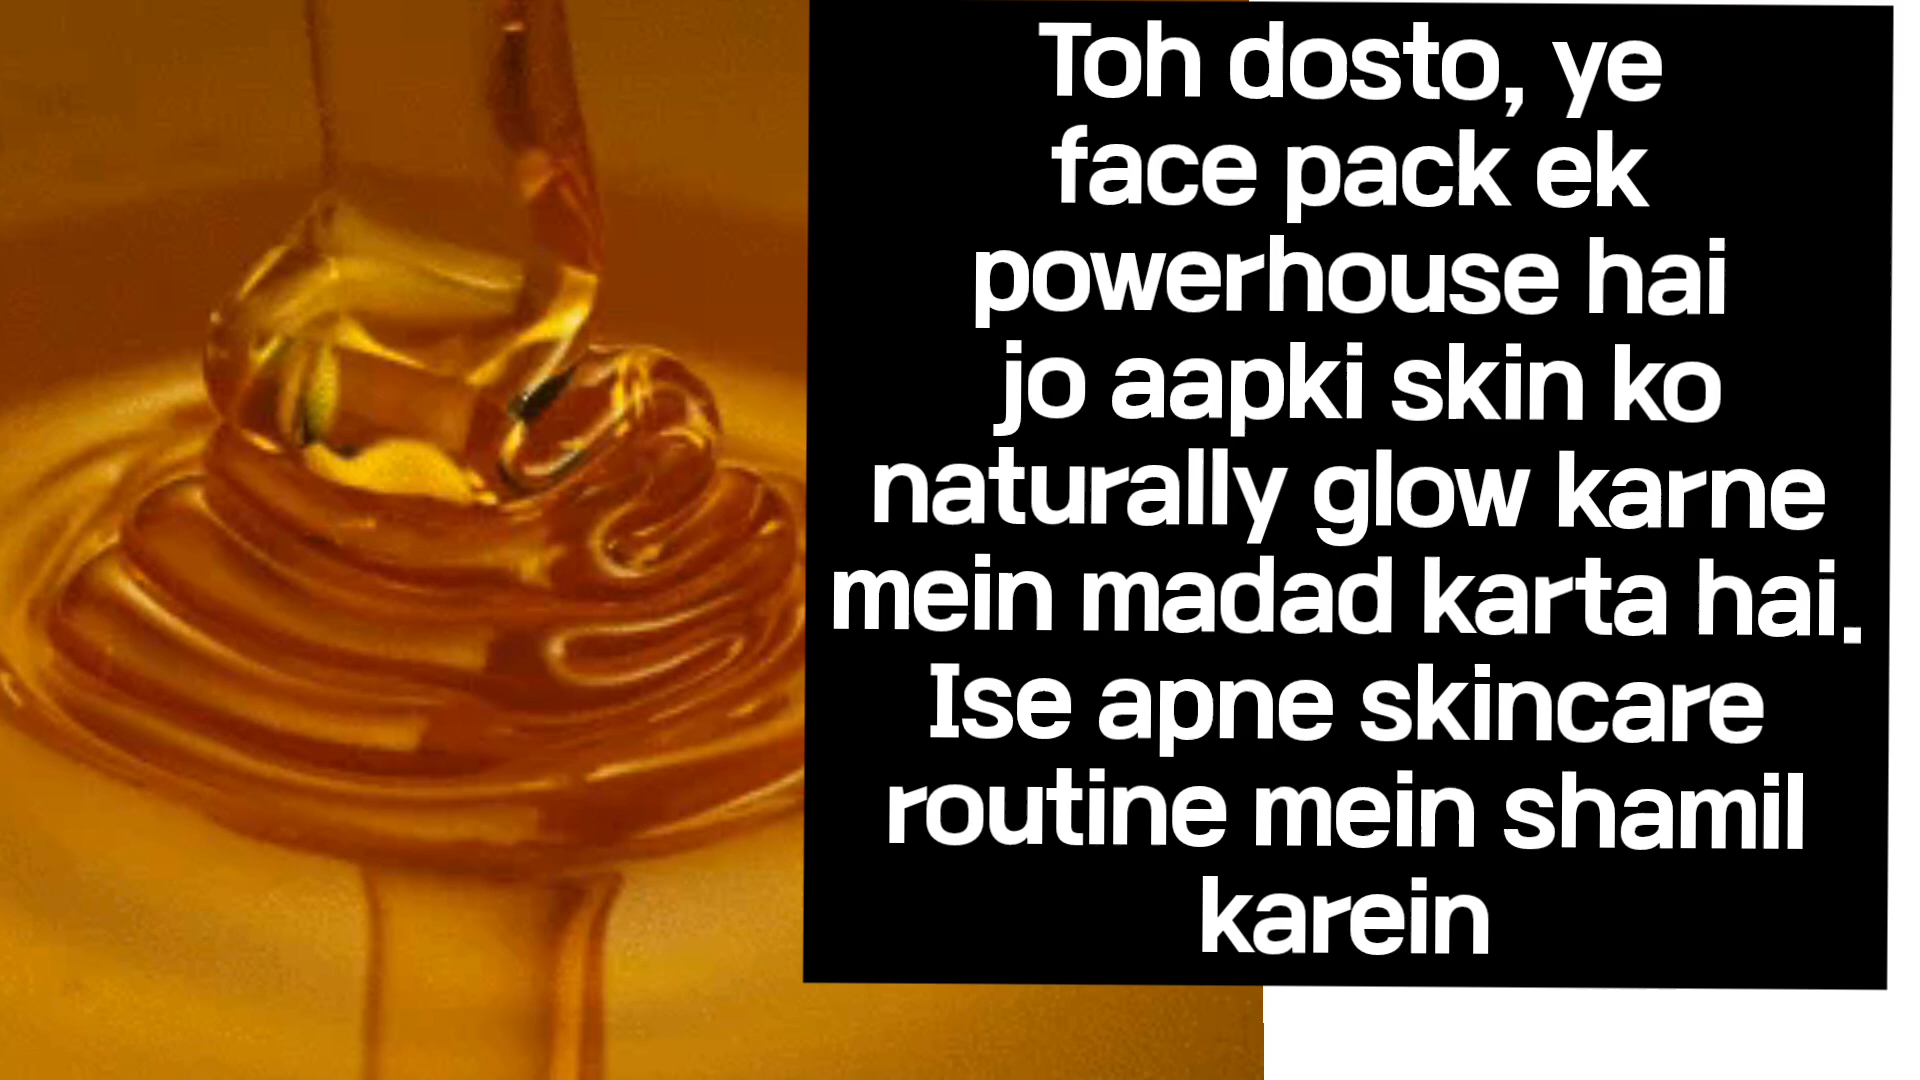 Toh dosto, ye
face pack ek
powerhouse hai
jo aapki skin ko
naturally glow karne
mein madad karta hai.
Ise apne skincare
routine mein shamil
karein